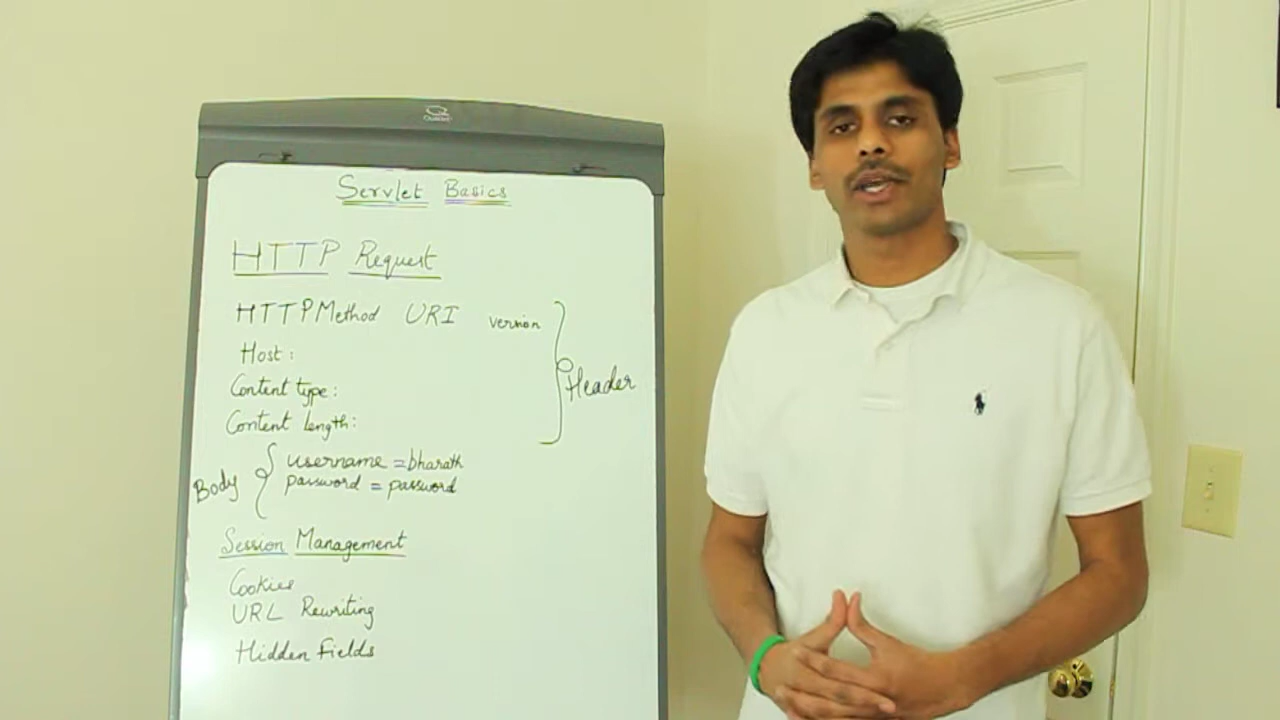 Servlet Basics
HTTP Request
HTTPMethod URI version
Host:
Content type:
Content length:
Header
username = bharath
password = password
Body
Session Management
Cookies
URL Rewriting
Hidden Fields